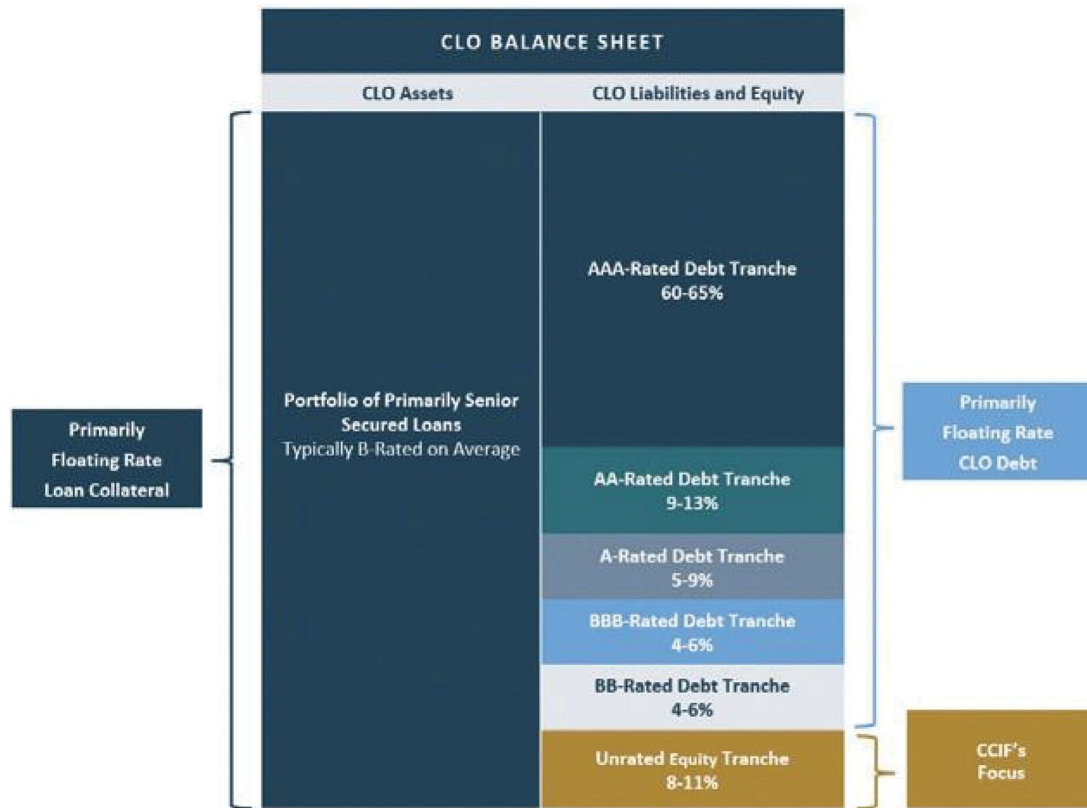 CLO BALANCE SHEET
CLO Assets
CLO Liabilities and Equity
Primarily
Floating Rate
Loan Collateral
Portfolio of Primarily Senior
Secured Loans
Typically B-Rated on Average
AAA-Rated Debt Tranche
60-65%
AA-Rated Debt Tranche
9-13%
A-Rated Debt Tranche
5-9%
BBB-Rated Debt Tranche
4-6%
BB-Rated Debt Tranche
4-6%
Unrated Equity Tranche
8-11%
Primarily
Floating Rate
CLO Debt
CCIF's
Focus